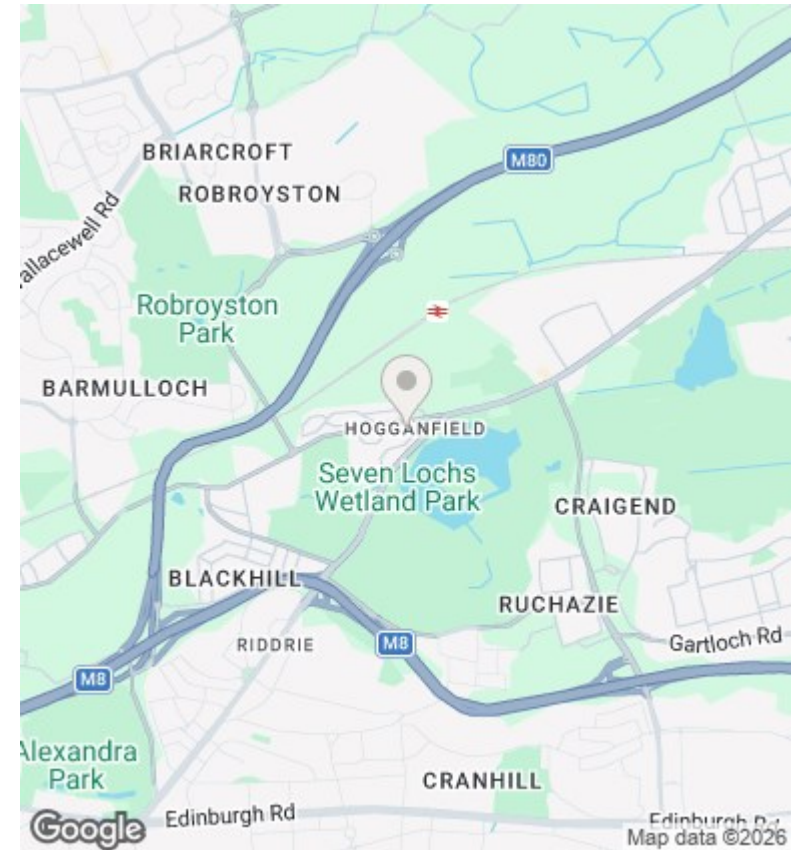 M80
BRIARCROFT
ROBROYSTON
Wallacewell Rd
Robroyston
Park
BARMULLOCH
HOGGANFIELD
Seven Lochs
Wetland Park
CRAIGEND
BLACKHILL
RUCHAZIE
RIDDRIE
M8
Gartloch Rd
M8
Alexandra
Park
CRANHILL
Edinburgh Rd
Edinburgh Rd
Google
Map data ©2026